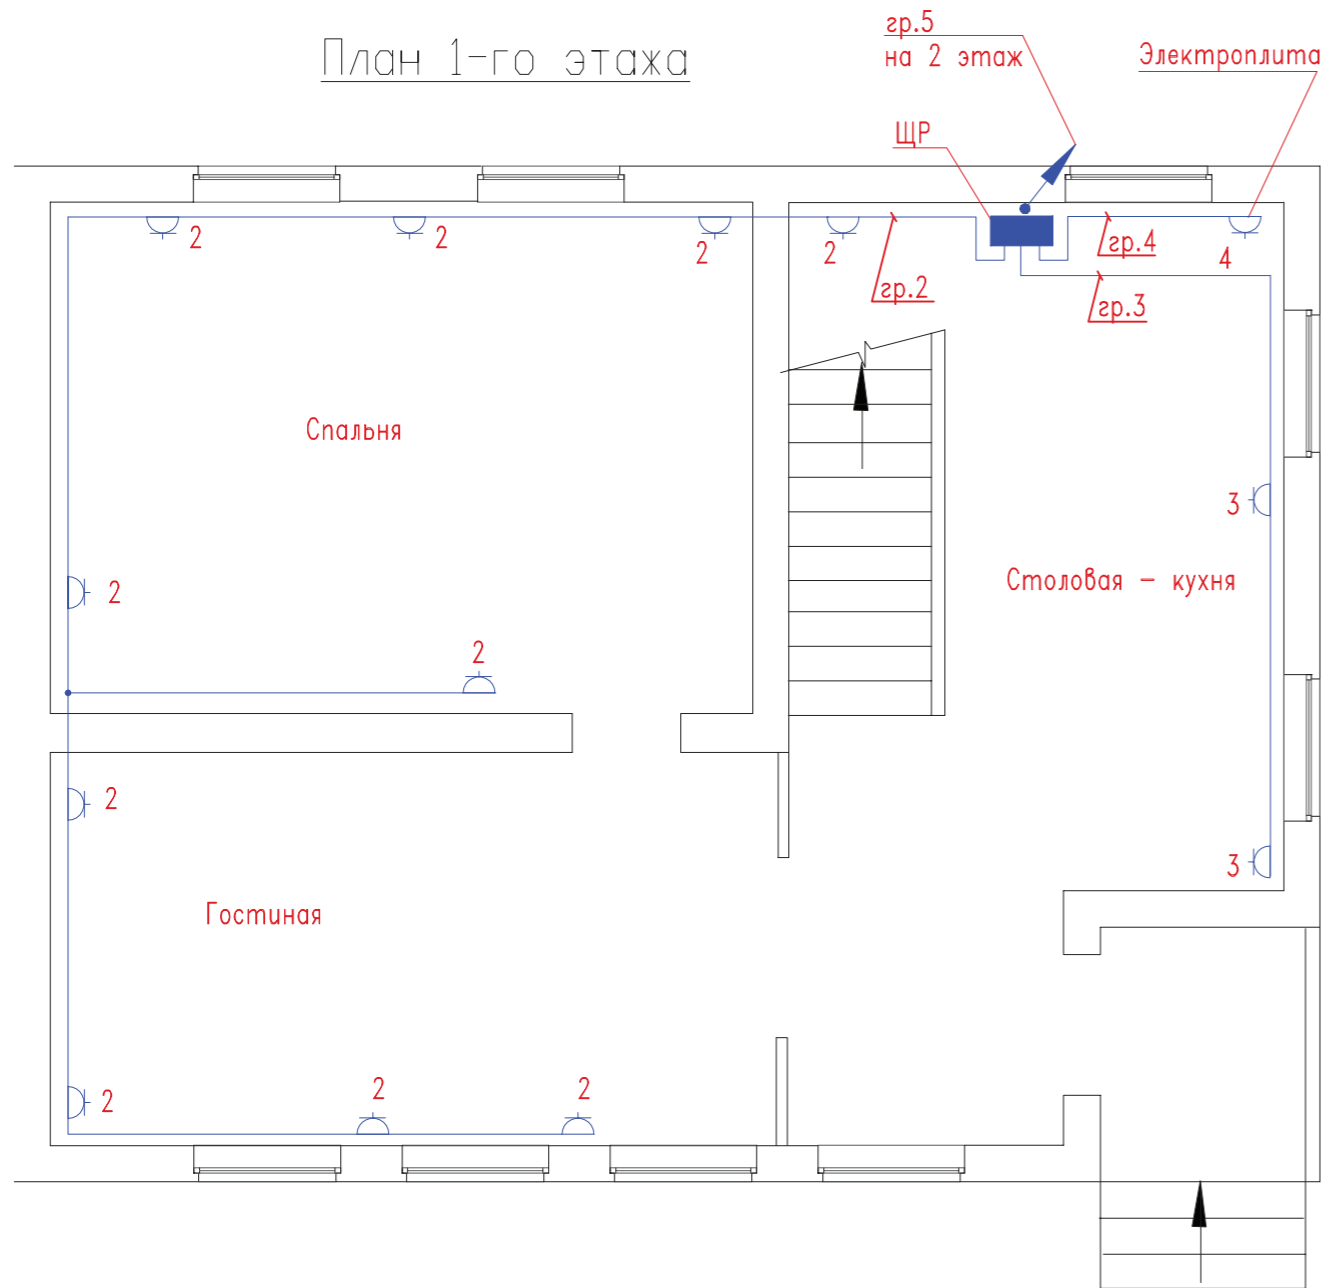 План 1-го этажа
гр.5
на 2 этаж
Электроплита
ЩР
2
2
2
2
4
гр.4
гр.2
гр.3
Спальня
3
Столовая - кухня
2
2
2
3
Гостиная
2
2
2